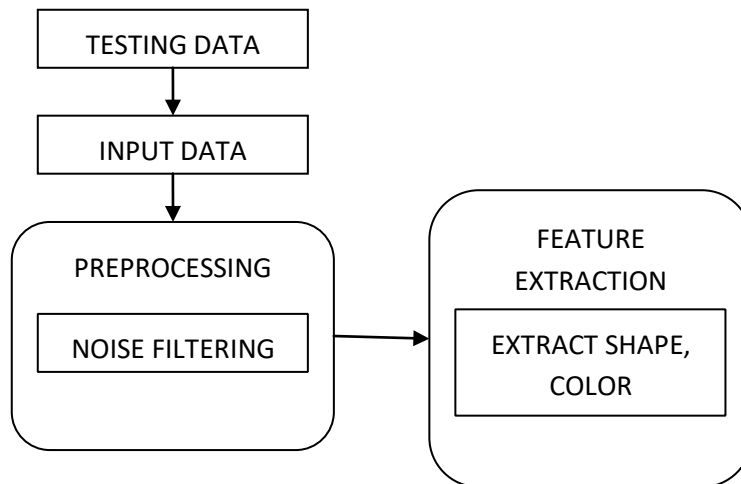 TESTING DATA
INPUT DATA
PREPROCESSING
NOISE FILTERING
FEATURE
EXTRACTION
EXTRACT SHAPE,
COLOR